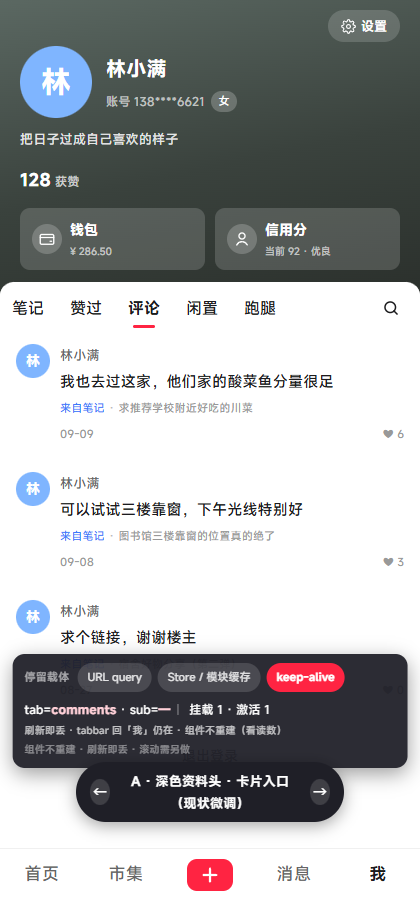 设置
林
林小满
账号 138****6621 女
把日子过成自己喜欢的样子
128 获赞
钱包
¥ 286.50
信用分
当前 92 · 优良
笔记 赞过 评论 闲置 跑腿
林
林小满
我也去过这家，他们家的酸菜鱼分量很足
来自笔记 · 求推荐学校附近好吃的川菜
09-09 6
林
林小满
可以试试三楼靠窗，下午光线特别好
来自笔记 · 图书馆三楼靠窗的位置真的绝了
09-08 3
林
林小满
求个链接，谢谢楼主
停留载体 URL query Store / 模块缓存 keep-alive
tab=comments · sub=— | 挂载 1 · 激活 1
刷新即丢 · tabbar 回「我」仍在 · 组件不重建（看读数）
组件不重建 · 刷新即丢 · 滚动需另做
← A · 深色资料头 · 卡片入口 →
（现状微调）
首页 市集 + 消息 我